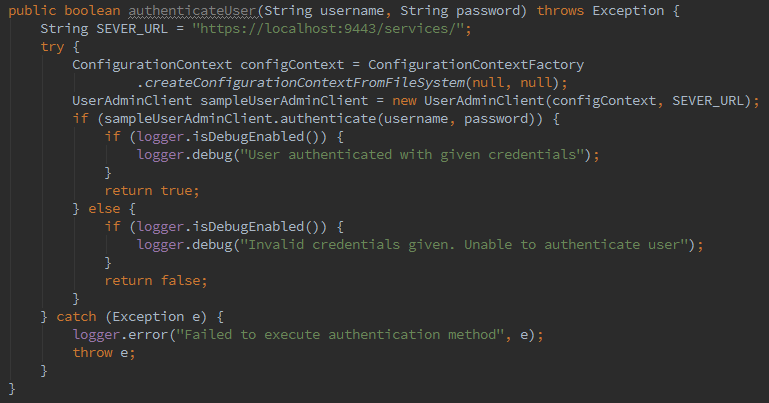 public boolean authenticateUser(String username, String password) throws Exception {
    String SEVER_URL = "https://localhost:9443/services/";
    try {
        ConfigurationContext configContext = ConfigurationContextFactory
                .createConfigurationContextFromFileSystem(null, null);
        UserAdminClient sampleUserAdminClient = new UserAdminClient(configContext, SEVER_URL);
        if (sampleUserAdminClient.authenticate(username, password)) {
            if (logger.isDebugEnabled()) {
                logger.debug("User authenticated with given credentials");
            }
            return true;
        } else {
            if (logger.isDebugEnabled()) {
                logger.debug("Invalid credentials given. Unable to authenticate user");
            }
            return false;
        }
    } catch (Exception e) {
        logger.error("Failed to execute authentication method", e);
        throw e;
    }
}